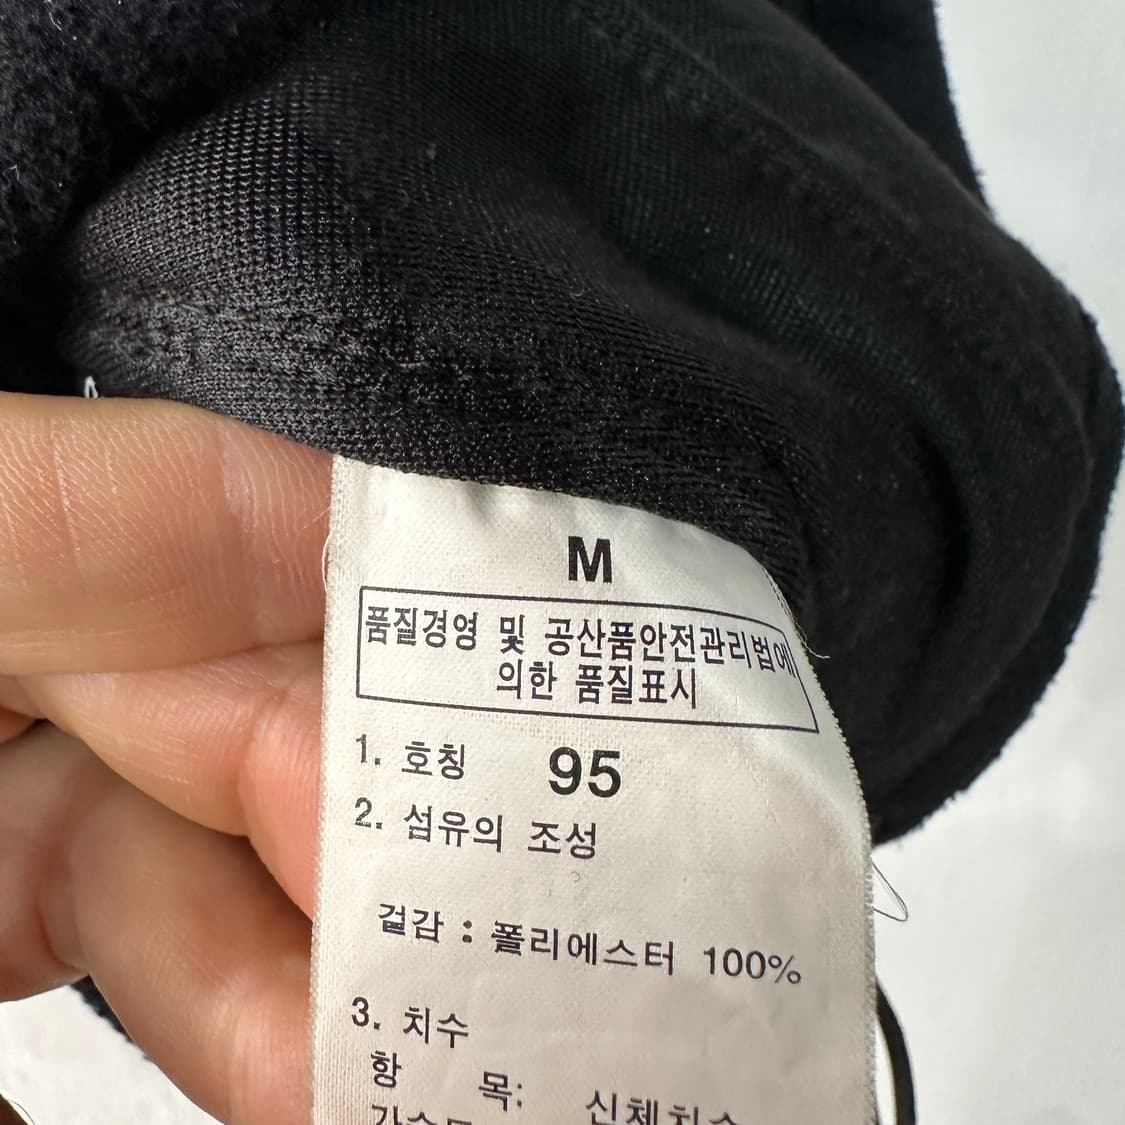 M
품질경영 및 공산품안전관리법에
의한 품질표시
1. 호칭 95
2. 섬유의 조성
걸감 : 폴리에스터 100%
3. 치수
항 목: 신체치수